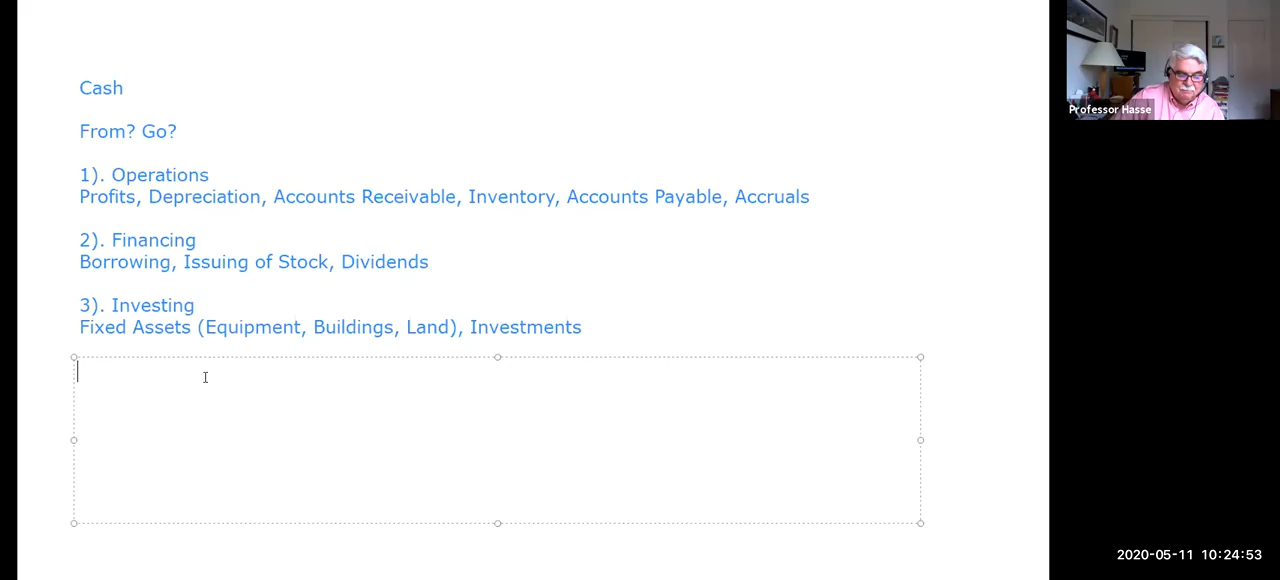 Cash
From? Go?
1). Operations
Profits, Depreciation, Accounts Receivable, Inventory, Accounts Payable, Accruals
2). Financing
Borrowing, Issuing of Stock, Dividends
3). Investing
Fixed Assets (Equipment, Buildings, Land), Investments
Professor Hasse
2020-05-11 10:24:53